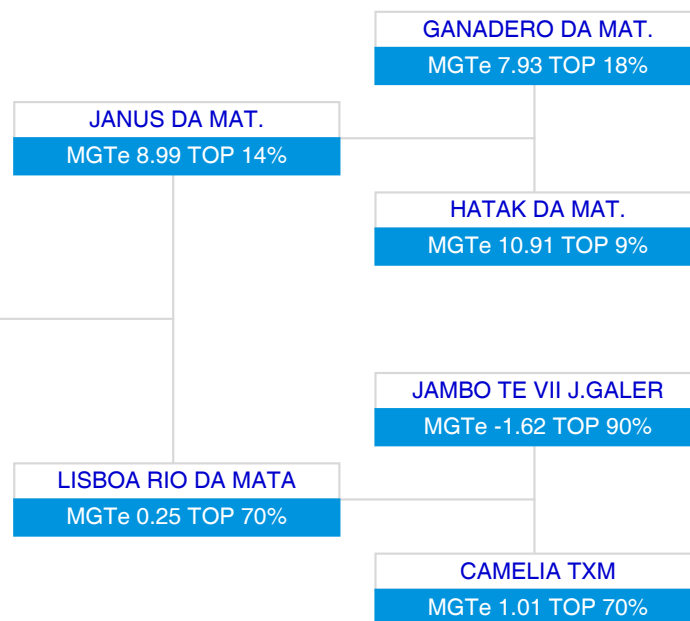 GANADERO DA MAT.
MGTe 7.93 TOP 18%
JANUS DA MAT.
MGTe 8.99 TOP 14%
HATAK DA MAT.
MGTe 10.91 TOP 9%
JAMBO TE VII J.GALER
MGTe -1.62 TOP 90%
LISBOA RIO DA MATA
MGTe 0.25 TOP 70%
CAMELIA TXM
MGTe 1.01 TOP 70%